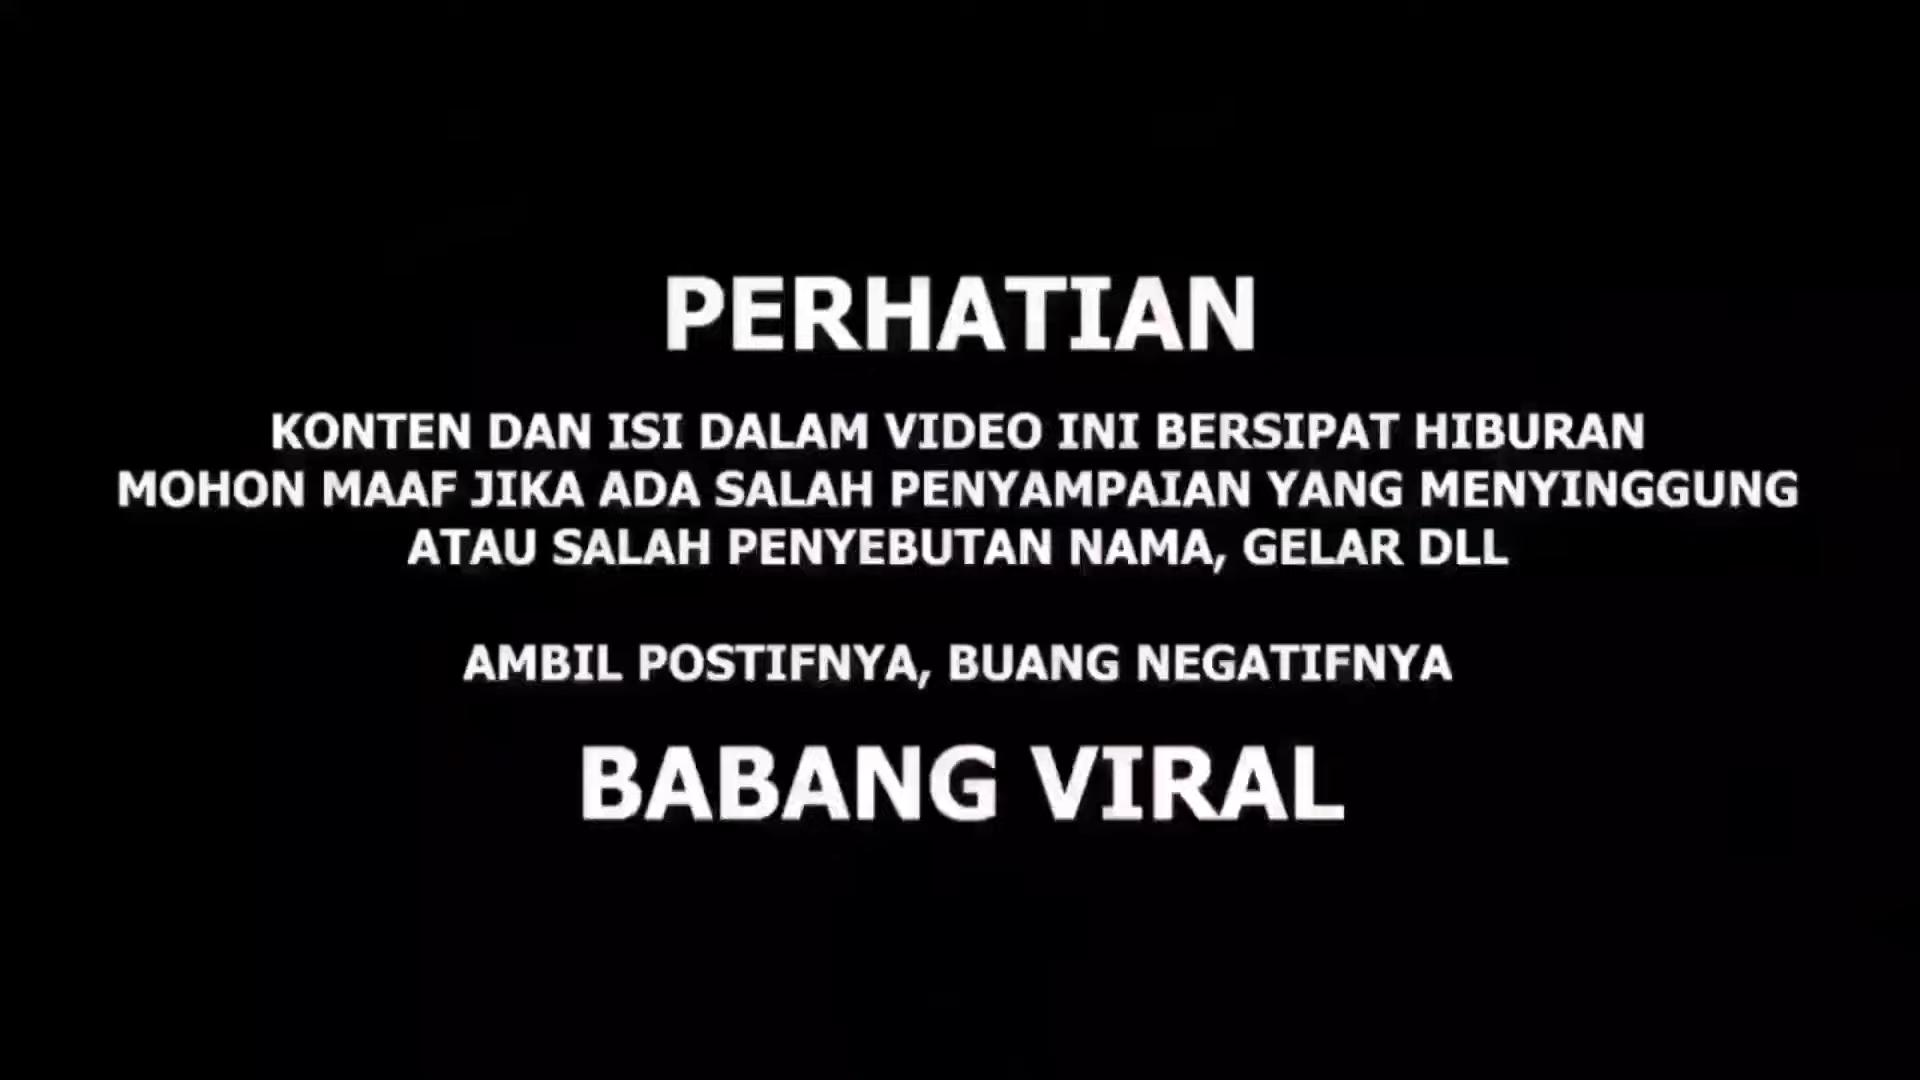 PERHATIAN
KONTEN DAN ISI DALAM VIDEO INI BERSIPAT HIBURAN
MOHON MAAF JIKA ADA SALAH PENYAMPAIAN YANG MENYINGGUNG
ATAU SALAH PENYEBUTAN NAMA, GELAR DLL
AMBIL POSTIFNYA, BUANG NEGATIFNYA
BABANG VIRAL